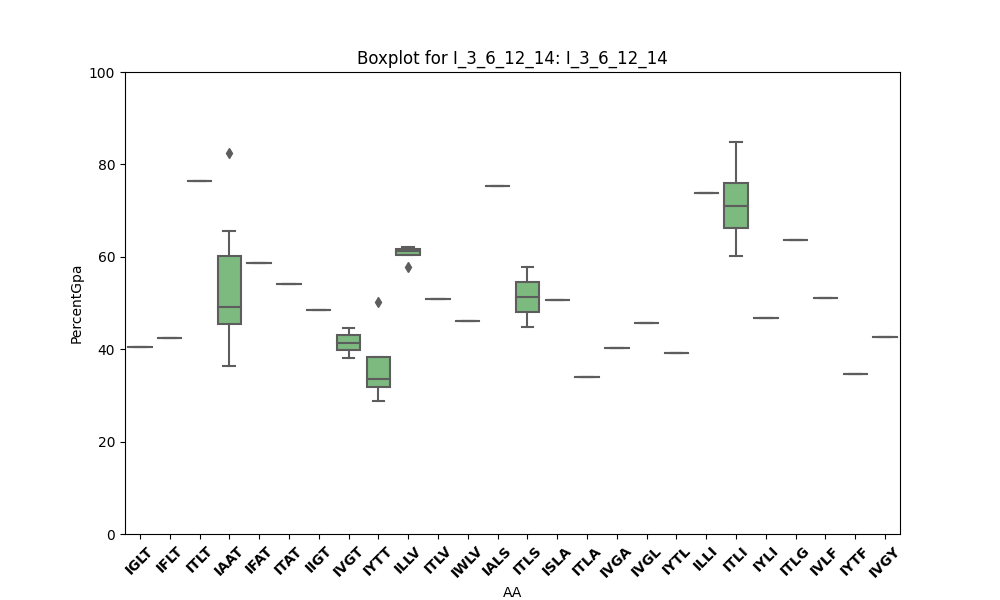 Boxplot for I_3_6_12_14: I_3_6_12_14
100
80
60
40
20
0
PercentGpa
IGLT IFLT ITLT IAAT IFAT ITAT IIGT IVGT IYTT ILLV ITLV IWLV IALS ITLS ISLA ITLA IVGA IVGL IYTL ILLI ITLI IYLI ITLG IVLF IYTF IVGY
AA